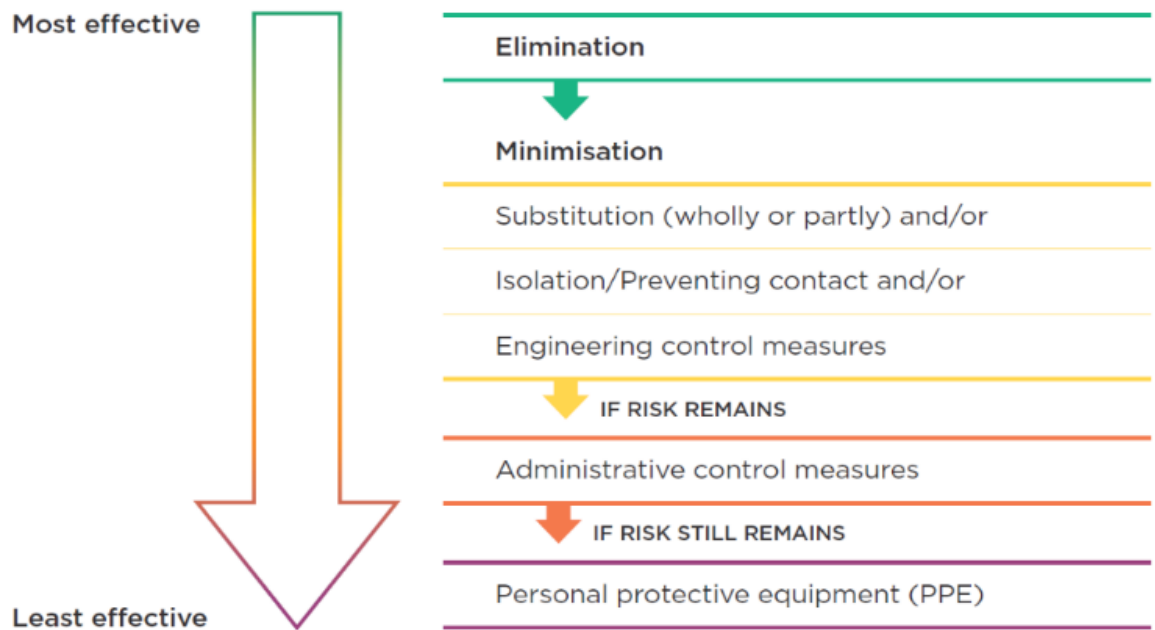 Most effective
Elimination
Minimisation
Substitution (wholly or partly) and/or
Isolation/Preventing contact and/or
Engineering control measures
IF RISK REMAINS
Administrative control measures
IF RISK STILL REMAINS
Personal protective equipment (PPE)
Least effective